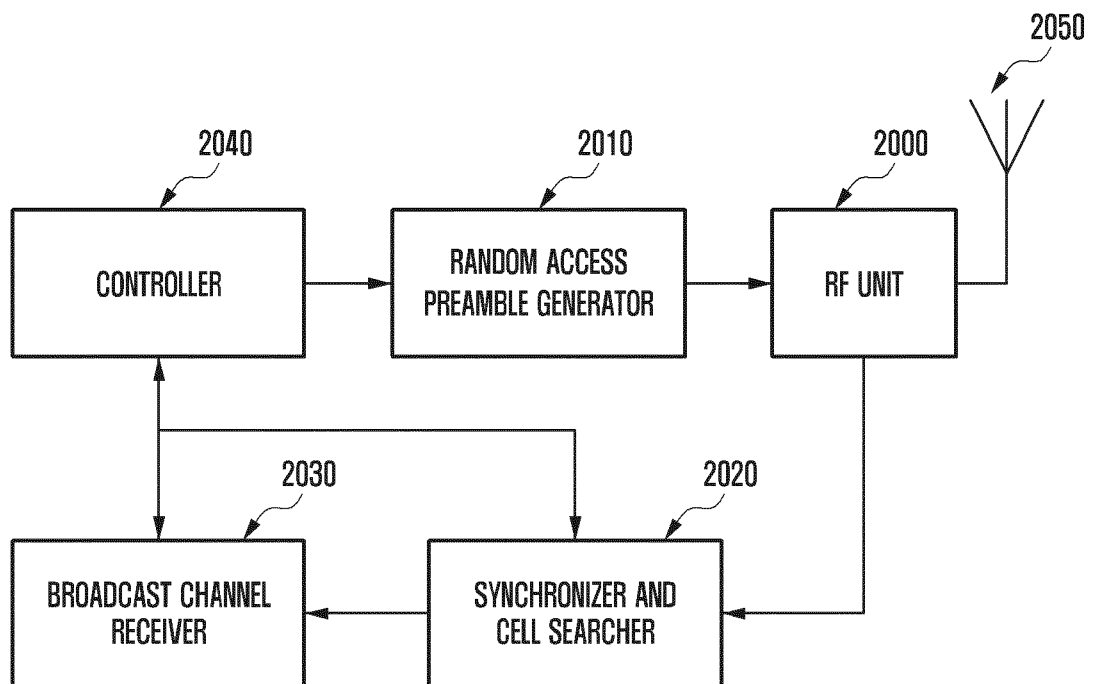 2050
2040
2010
2000
CONTROLLER
RANDOM ACCESS
PREAMBLE GENERATOR
RF UNIT
2030
2020
BROADCAST CHANNEL
RECEIVER
SYNCHRONIZER AND
CELL SEARCHER